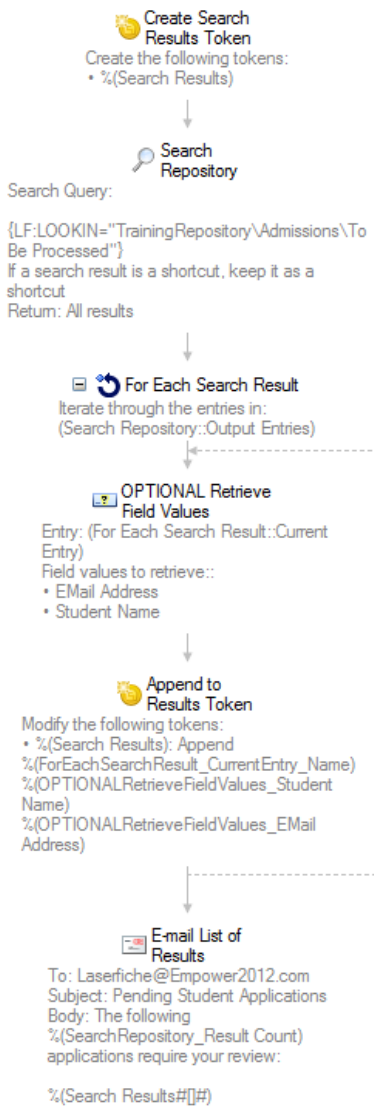 Create Search
Results Token
Create the following tokens:
• %(Search Results)
Search
Repository
Search Query:
{LF:LOOKIN="TrainingRepository\Admissions\To
Be Processed"}
If a search result is a shortcut, keep it as a
shortcut
Return: All results
For Each Search Result
Iterate through the entries in:
(Search Repository::Output Entries)
OPTIONAL Retrieve
Field Values
Entry: (For Each Search Result::Current
Entry)
Field values to retrieve::
• EMail Address
• Student Name
Append to
Results Token
Modify the following tokens:
• %(Search Results): Append
%(ForEachSearchResult_CurrentEntry_Name)
%(OPTIONALRetrieveFieldValues_Student
Name)
%(OPTIONALRetrieveFieldValues_EMail
Address)
E-mail List of
Results
To: Laserfiche@Empower2012.com
Subject: Pending Student Applications
Body: The following
%(SearchRepository_Result Count)
applications require your review:
%(Search Results#[]#)